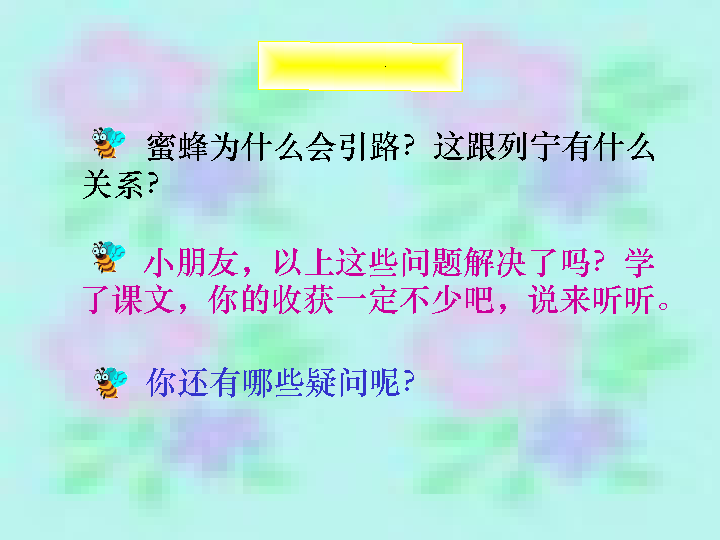 蜜蜂为什么会引路？这跟列宁有什么
关系？
小朋友，以上这些问题解决了吗？学
了课文，你的收获一定不少吧，说来听听。
你还有哪些疑问呢？